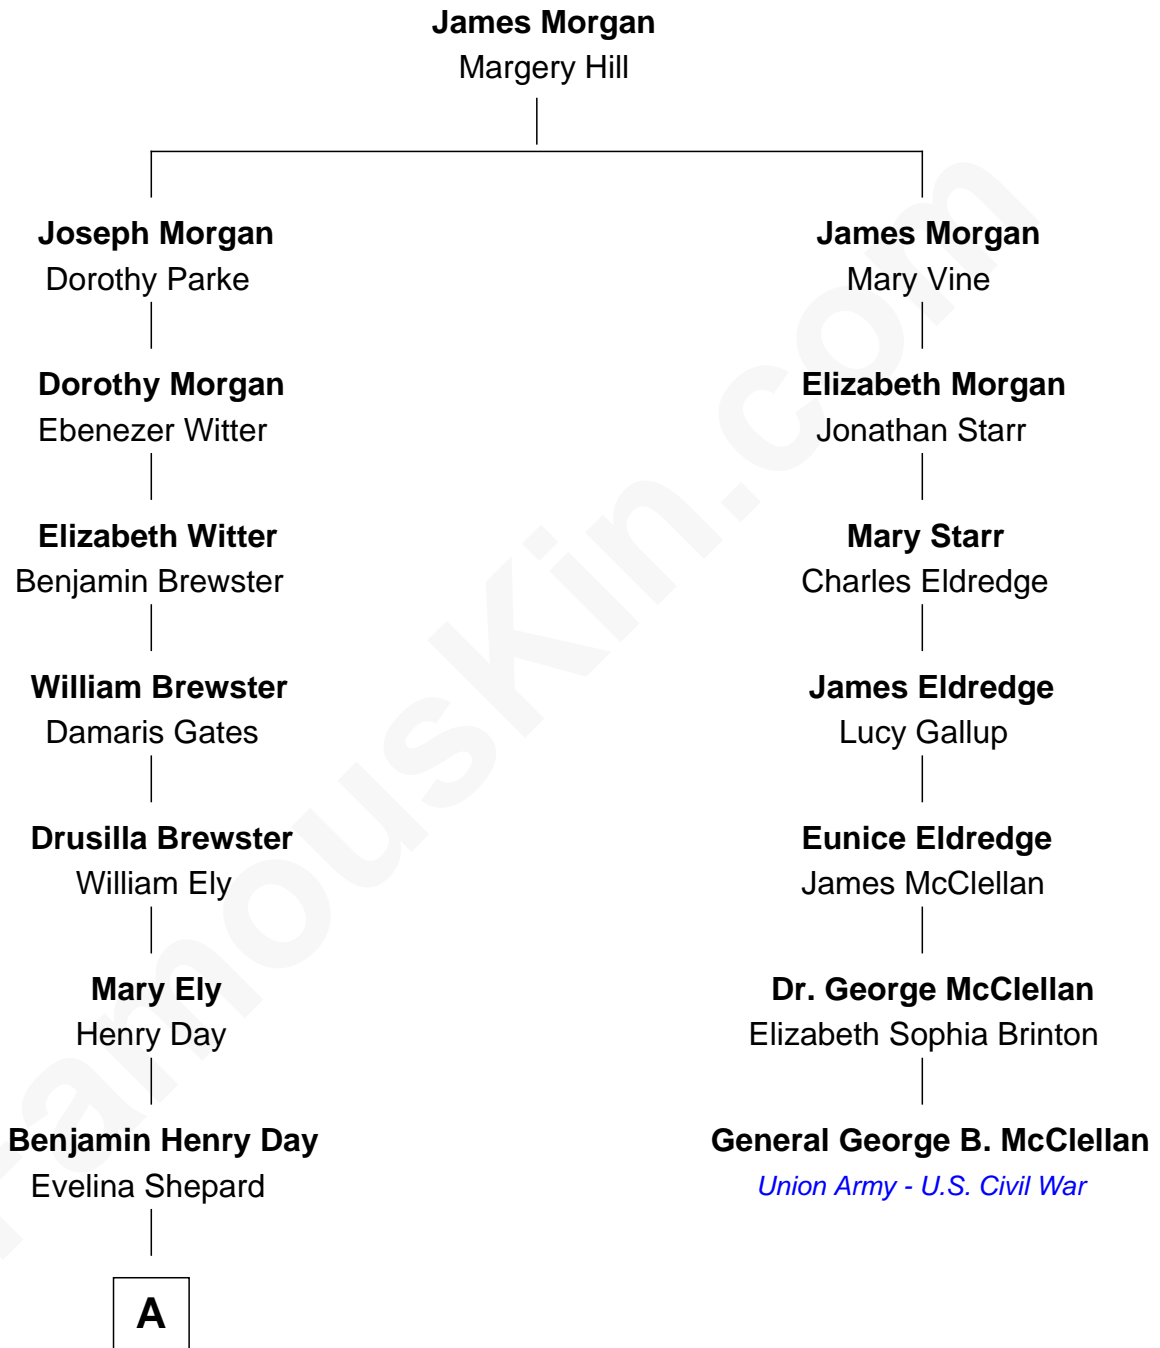 James Morgan
Margery Hill
Joseph Morgan
Dorothy Parke
James Morgan
Mary Vine
Dorothy Morgan
Ebenezer Witter
Elizabeth Morgan
Jonathan Starr
Elizabeth Witter
Benjamin Brewster
Mary Starr
Charles Eldredge
William Brewster
Damaris Gates
James Eldredge
Lucy Gallup
Drusilla Brewster
William Ely
Eunice Eldredge
James McClellan
Mary Ely
Henry Day
Dr. George McClellan
Elizabeth Sophia Brinton
Benjamin Henry Day
Evelina Shepard
General George B. McClellan
Union Army - U.S. Civil War
A
FamousKin.com